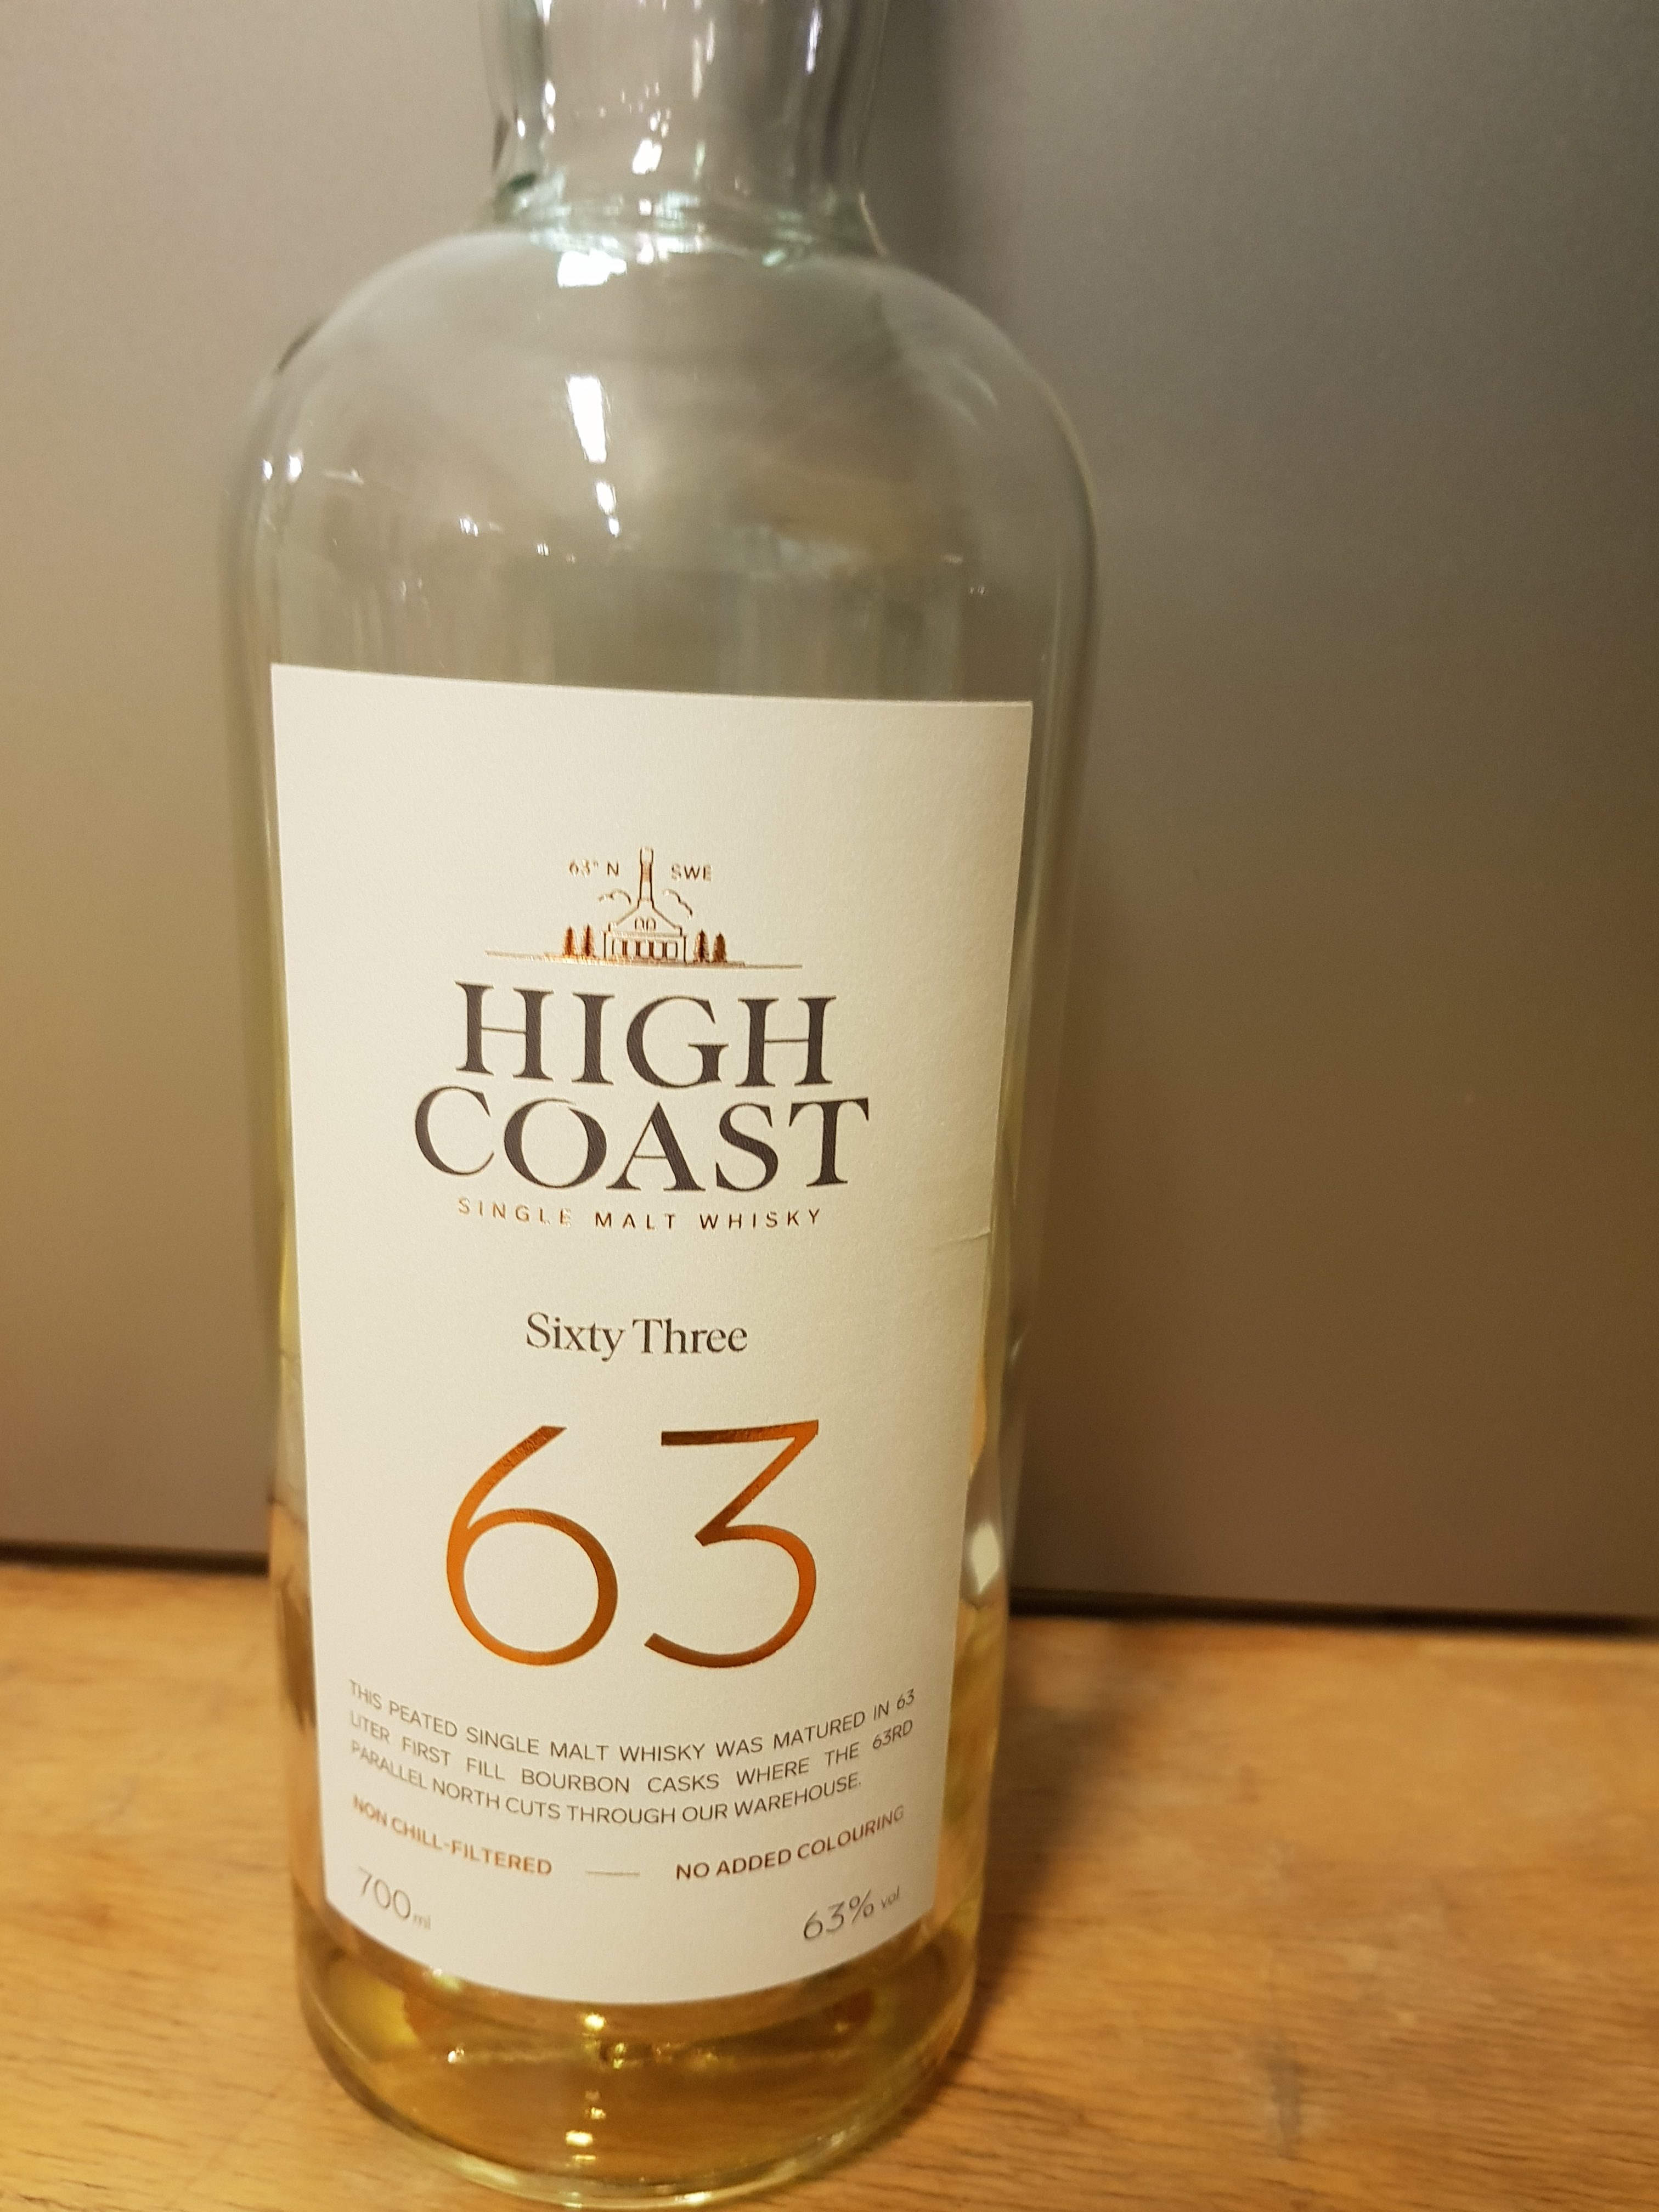 63° N SWE
HIGH
COAST
SINGLE MALT WHISKY
Sixty Three
63
THIS PEATED SINGLE MALT WHISKY WAS MATURED IN 63
LITER FIRST FILL BOURBON CASKS WHERE THE 63RD
PARALLEL NORTH CUTS THROUGH OUR WAREHOUSE.
NON CHILL-FILTERED — NO ADDED COLOURING
700 ml 63% vol